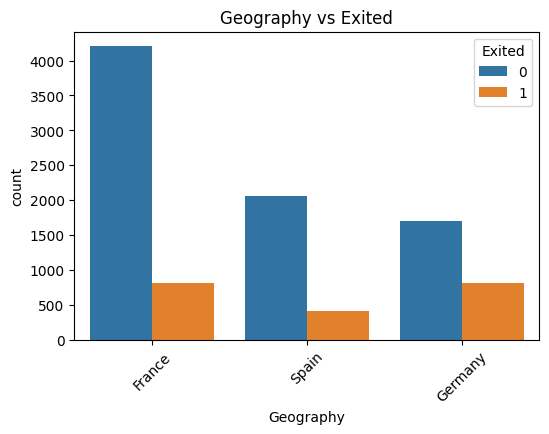 Geography vs Exited
Exited
0
1
count
4000
3500
3000
2500
2000
1500
1000
500
0
France
Spain
Germany
Geography